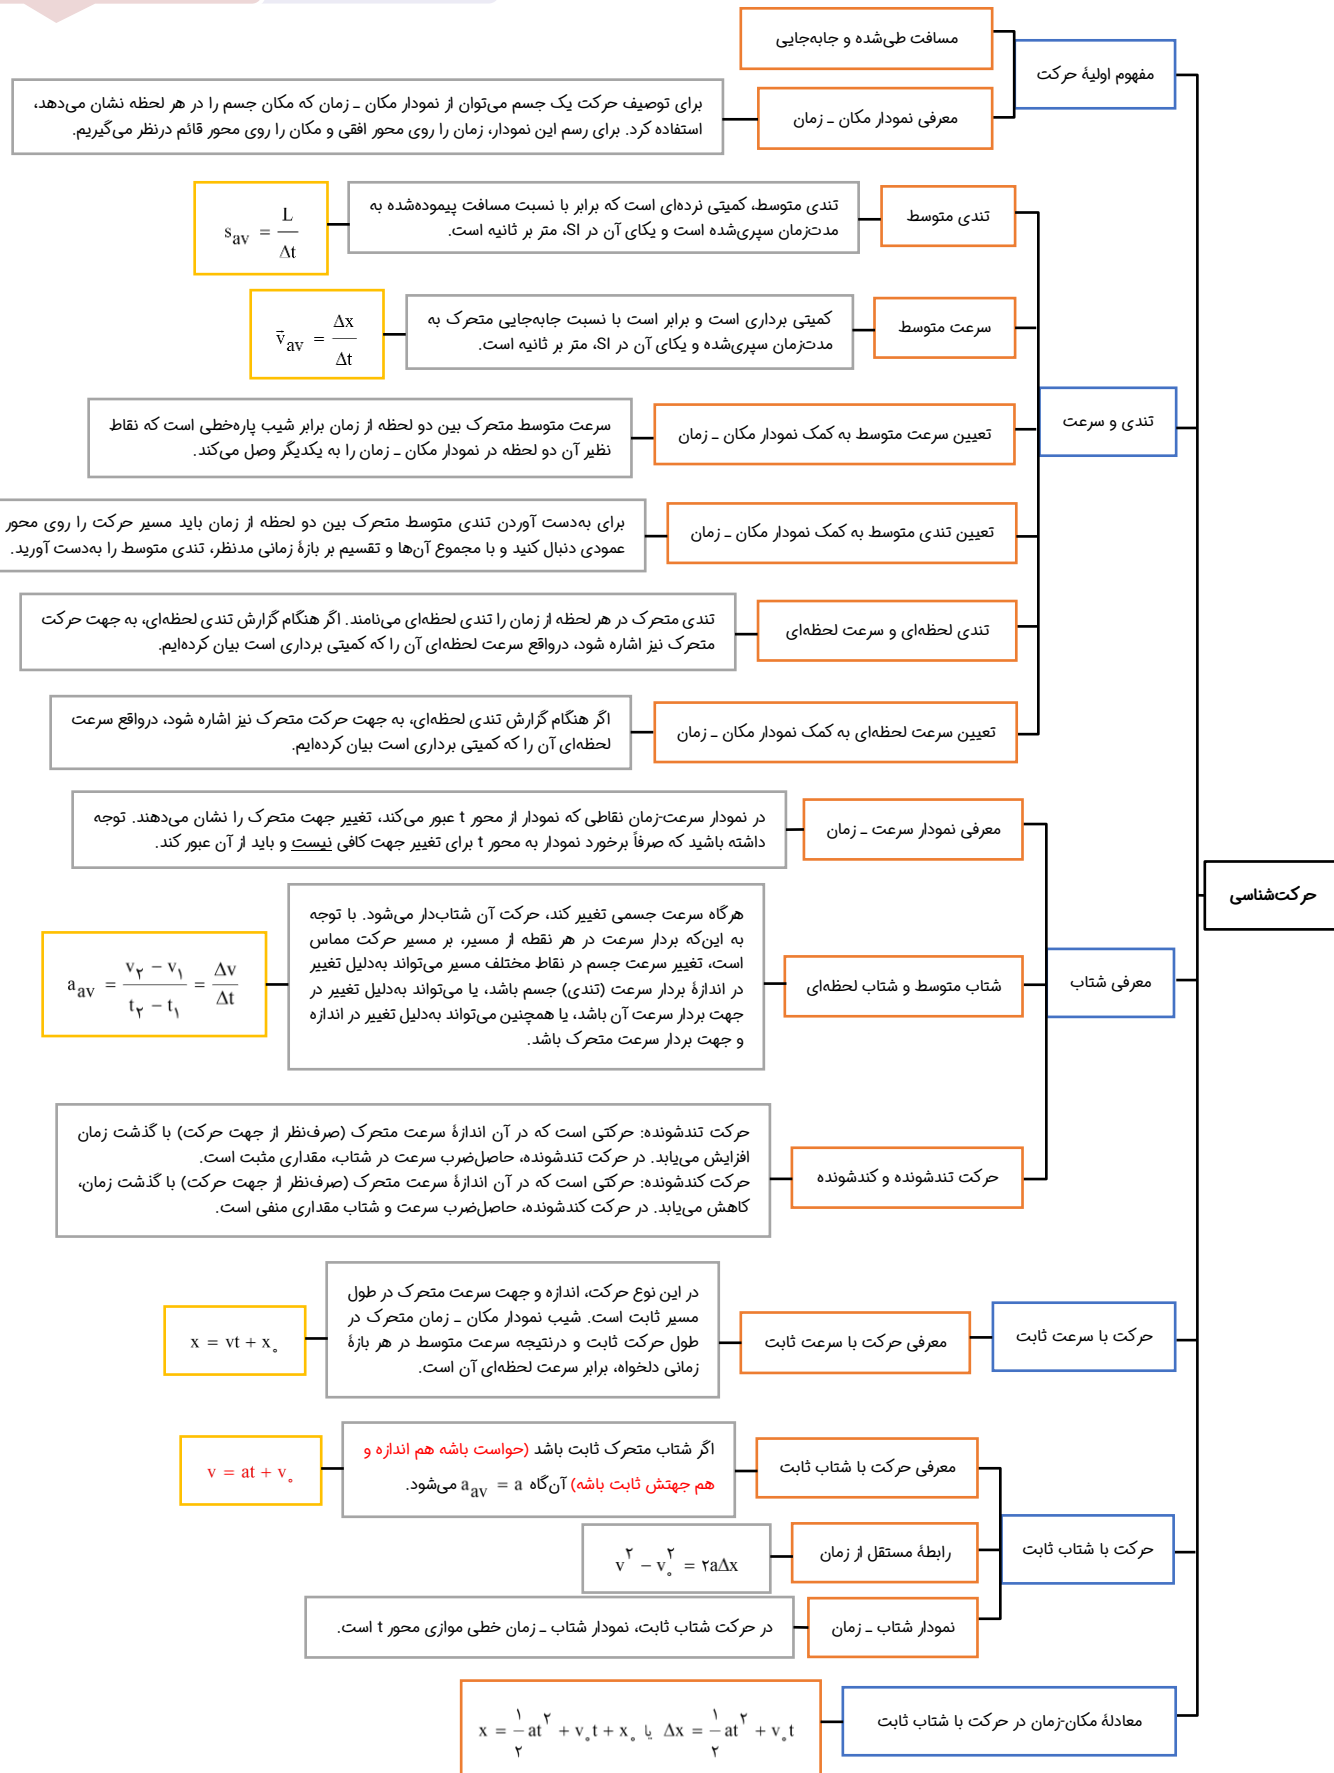 حرکت‌شناسی
مفهوم اولیهٔ حرکت
مسافت طی‌شده و جابه‌جایی
معرفی نمودار مکان ـ زمان
برای توصیف حرکت یک جسم می‌توان از نمودار مکان ـ زمان که مکان جسم را در هر لحظه نشان می‌دهد،
استفاده کرد. برای رسم این نمودار، زمان را روی محور افقی و مکان را روی محور قائم درنظر می‌گیریم.
تندی و سرعت
تندی متوسط
تندی متوسط، کمیتی نرده‌ای است که برابر با نسبت مسافت پیموده‌شده به
مدت‌زمان سپری‌شده است و یکای آن در SI، متر بر ثانیه است.
s_av = L / Δt
سرعت متوسط
کمیتی برداری است و برابر است با نسبت جابه‌جایی متحرک به
مدت‌زمان سپری‌شده و یکای آن در SI، متر بر ثانیه است.
v̄_av = Δx / Δt
تعیین سرعت متوسط به کمک نمودار مکان ـ زمان
سرعت متوسط متحرک بین دو لحظه از زمان برابر شیب پاره‌خطی است که نقاط
نظیر آن دو لحظه در نمودار مکان ـ زمان را به یکدیگر وصل می‌کند.
تعیین تندی متوسط به کمک نمودار مکان ـ زمان
برای به‌دست آوردن تندی متوسط متحرک بین دو لحظه از زمان باید مسیر حرکت را روی محور
عمودی دنبال کنید و با مجموع آن‌ها و تقسیم بر بازهٔ زمانی مدنظر، تندی متوسط را به‌دست آورید.
تندی لحظه‌ای و سرعت لحظه‌ای
تندی متحرک در هر لحظه از زمان را تندی لحظه‌ای می‌نامند. اگر هنگام گزارش تندی لحظه‌ای، به جهت حرکت
متحرک نیز اشاره شود، درواقع سرعت لحظه‌ای آن را که کمیتی برداری است بیان کرده‌ایم.
تعیین سرعت لحظه‌ای به کمک نمودار مکان ـ زمان
اگر هنگام گزارش تندی لحظه‌ای، به جهت حرکت متحرک نیز اشاره شود، درواقع سرعت
لحظه‌ای آن را که کمیتی برداری است بیان کرده‌ایم.
معرفی شتاب
معرفی نمودار سرعت ـ زمان
در نمودار سرعت-زمان نقاطی که نمودار از محور t عبور می‌کند، تغییر جهت متحرک را نشان می‌دهند. توجه
داشته باشید که صرفاً برخورد نمودار به محور t برای تغییر جهت کافی نیست و باید از آن عبور کند.
شتاب متوسط و شتاب لحظه‌ای
هرگاه سرعت جسمی تغییر کند، حرکت آن شتاب‌دار می‌شود. با توجه
به این‌که بردار سرعت در هر نقطه از مسیر، بر مسیر حرکت مماس
است، تغییر سرعت جسم در نقاط مختلف مسیر می‌تواند به‌دلیل تغییر
در اندازهٔ بردار سرعت (تندی) جسم باشد، یا می‌تواند به‌دلیل تغییر در
جهت بردار سرعت آن باشد، یا همچنین می‌تواند به‌دلیل تغییر در اندازه
و جهت بردار سرعت متحرک باشد.
a_av = (v_۲ − v_۱) / (t_۲ − t_۱) = Δv / Δt
حرکت تندشونده و کندشونده
حرکت تندشونده: حرکتی است که در آن اندازهٔ سرعت متحرک (صرف‌نظر از جهت حرکت) با گذشت زمان
افزایش می‌یابد. در حرکت تندشونده، حاصل‌ضرب سرعت در شتاب، مقداری مثبت است.
حرکت کندشونده: حرکتی است که در آن اندازهٔ سرعت متحرک (صرف‌نظر از جهت حرکت) با گذشت زمان،
کاهش می‌یابد. در حرکت کندشونده، حاصل‌ضرب سرعت و شتاب مقداری منفی است.
حرکت با سرعت ثابت
معرفی حرکت با سرعت ثابت
در این نوع حرکت، اندازه و جهت سرعت متحرک در طول
مسیر ثابت است. شیب نمودار مکان ـ زمان متحرک در
طول حرکت ثابت و درنتیجه سرعت متوسط در هر بازهٔ
زمانی دلخواه، برابر سرعت لحظه‌ای آن است.
x = vt + x_۰
حرکت با شتاب ثابت
معرفی حرکت با شتاب ثابت
اگر شتاب متحرک ثابت باشد (حواست باشه هم اندازه و
هم جهتش ثابت باشه) آن‌گاه a_av = a می‌شود.
v = at + v_۰
رابطهٔ مستقل از زمان
v^۲ − v_۰^۲ = ۲aΔx
نمودار شتاب ـ زمان
در حرکت شتاب ثابت، نمودار شتاب ـ زمان خطی موازی محور t است.
معادلهٔ مکان-زمان در حرکت با شتاب ثابت
x = ۱/۲ at^۲ + v_۰t + x_۰ یا Δx = ۱/۲ at^۲ + v_۰t